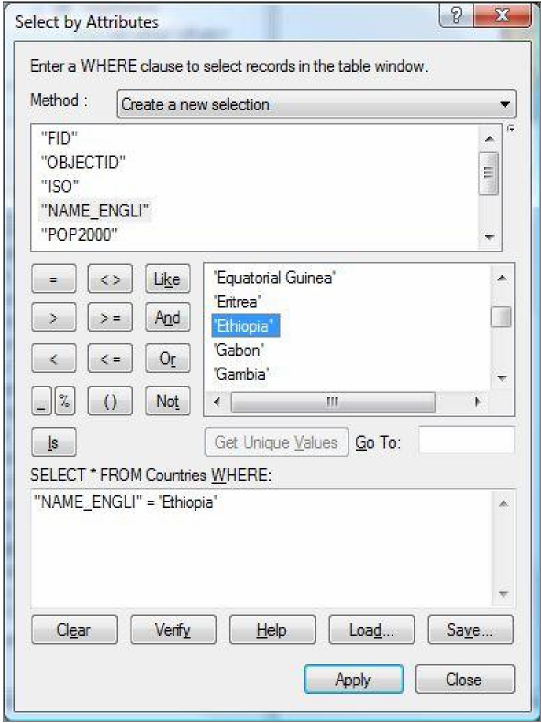 Select by Attributes
Enter a WHERE clause to select records in the table window.
Method : Create a new selection
"FID"
"OBJECTID"
"ISO"
"NAME_ENGLI"
"POP2000"
= <> Like
> >= And
< <= Or
_ % () Not
Is
'Equatorial Guinea'
'Eritrea'
'Ethiopia'
'Gabon'
'Gambia'
Get Unique Values Go To:
SELECT * FROM Countries WHERE:
"NAME_ENGLI" = 'Ethiopia'
Clear Verify Help Load... Save...
Apply Close